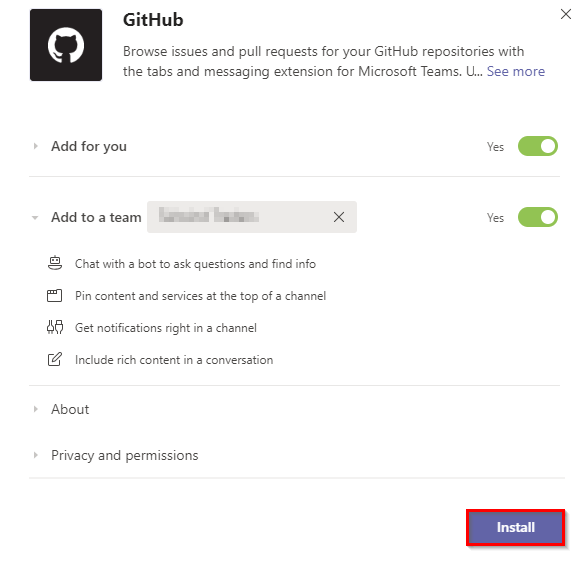 GitHub
Browse issues and pull requests for your GitHub repositories with
the tabs and messaging extension for Microsoft Teams. U... See more
Add for you Yes
Add to a team Yes
Chat with a bot to ask questions and find info
Pin content and services at the top of a channel
Get notifications right in a channel
Include rich content in a conversation
About
Privacy and permissions
Install